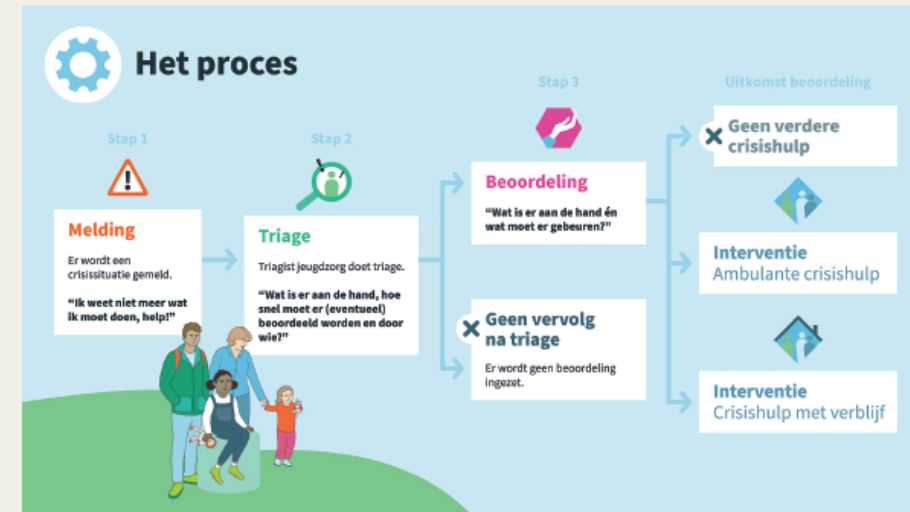 Het proces
Stap 1
Melding
Er wordt een
crisissituatie gemeld.
“Ik weet niet meer wat
ik moet doen, help!”
Stap 2
Triage
Triagist jeugdzorg doet triage.
“Wat is er aan de hand, hoe
snel moet er (eventueel)
beoordeeld worden en door
wie?”
Stap 3
Beoordeling
“Wat is er aan de hand én
wat moet er gebeuren?”
Geen vervolg
na triage
Er wordt geen beoordeling
ingezet.
Uitkomst beoordeling
Geen verdere
crisishulp
Interventie
Ambulante crisishulp
Interventie
Crisishulp met verblijf